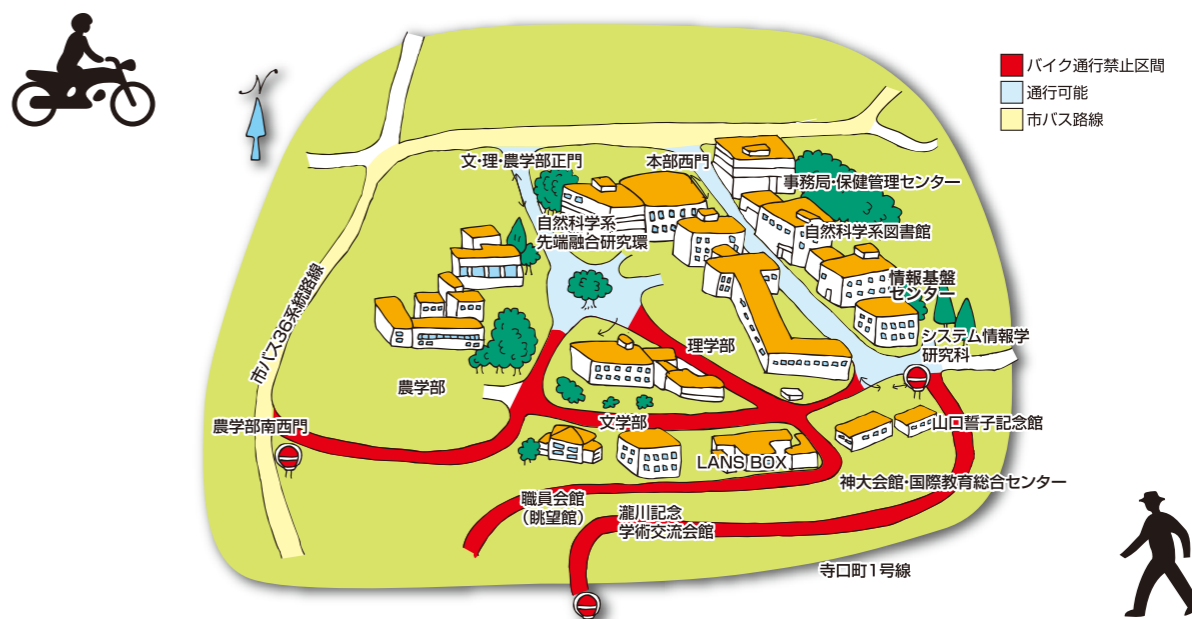 バイク通行禁止区間
通行可能
市バス路線
N
文・理・農学部正門
本部西門
事務局・保健管理センター
自然科学系
先端融合研究環
自然科学系図書館
情報基盤
センター
システム情報学
研究科
市バス36系統路線
理学部
農学部
農学部南西門
文学部
山口誓子記念館
LANS BOX
神大会館・国際教育総合センター
職員会館
（眺望館）
瀧川記念
学術交流会館
寺口町1号線